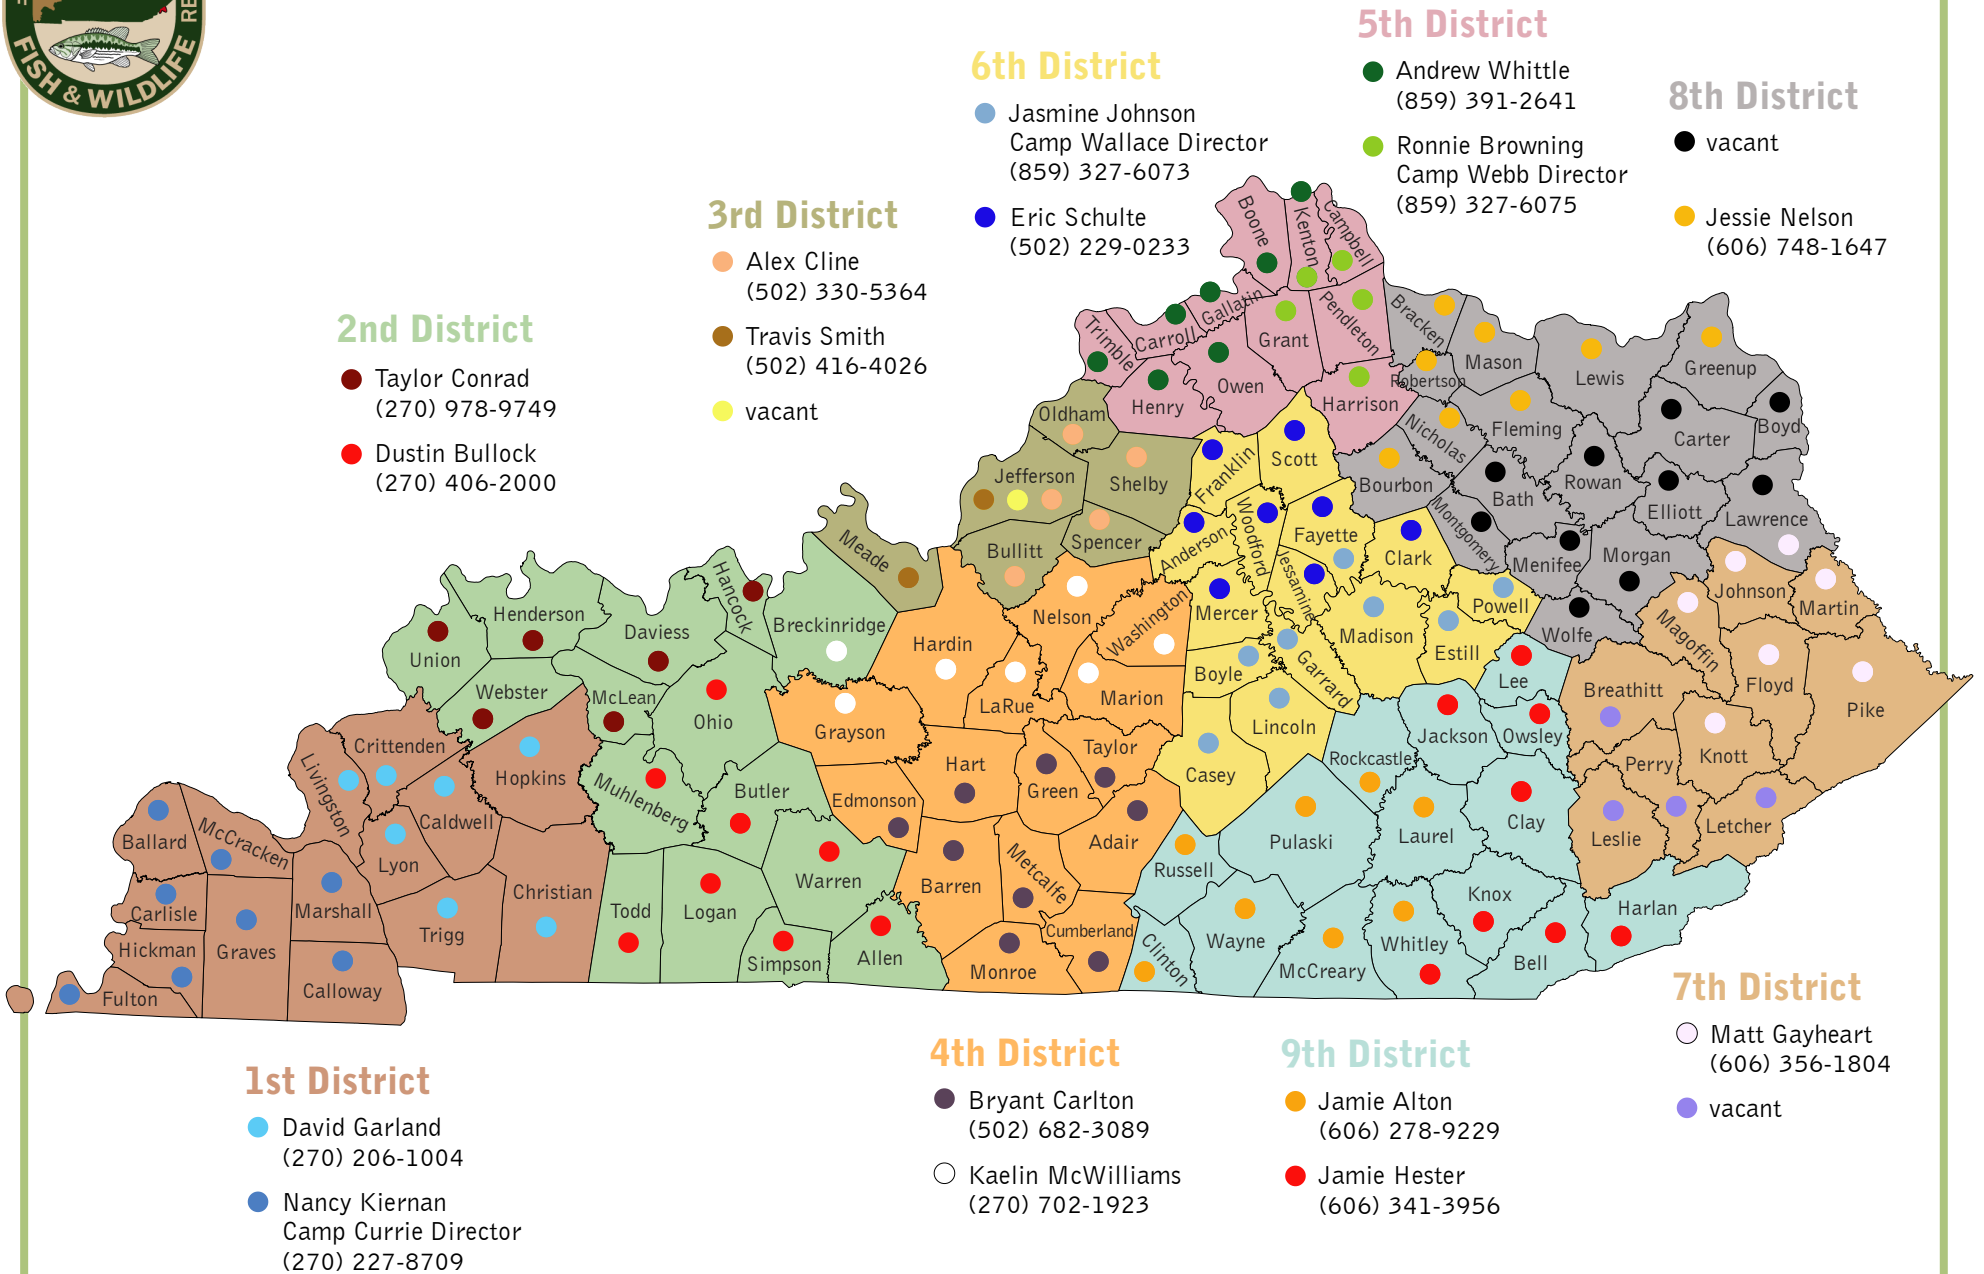 FISH & WILDLIFE
RE
5th District
Andrew Whittle
(859) 391-2641
Ronnie Browning
Camp Webb Director
(859) 327-6075
6th District
Jasmine Johnson
Camp Wallace Director
(859) 327-6073
Eric Schulte
(502) 229-0233
8th District
vacant
Jessie Nelson
(606) 748-1647
3rd District
Alex Cline
(502) 330-5364
Travis Smith
(502) 416-4026
vacant
2nd District
Taylor Conrad
(270) 978-9749
Dustin Bullock
(270) 406-2000
Boone
Kenton
Campbell
Gallatin
Carroll
Trimble
Grant
Pendleton
Owen
Henry
Harrison
Bracken
Mason
Robertson
Lewis
Greenup
Fleming
Nicholas
Carter
Boyd
Oldham
Jefferson
Shelby
Franklin
Scott
Bourbon
Bath
Rowan
Elliott
Lawrence
Montgomery
Meade
Bullitt
Spencer
Anderson
Woodford
Fayette
Jessamine
Clark
Menifee
Morgan
Powell
Wolfe
Johnson
Martin
Magoffin
Hancock
Henderson
Daviess
Breckinridge
Union
Webster
McLean
Ohio
Hardin
Nelson
Washington
Mercer
Madison
Estill
Lee
Boyle
Garrard
LaRue
Marion
Grayson
Lincoln
Breathitt
Floyd
Pike
Jackson
Owsley
Perry
Knott
Crittenden
Livingston
Hopkins
Caldwell
Lyon
Muhlenberg
Butler
Edmonson
Hart
Green
Taylor
Casey
Rockcastle
Adair
Pulaski
Laurel
Clay
Leslie
Letcher
Ballard
McCracken
Carlisle
Hickman
Graves
Fulton
Marshall
Calloway
Trigg
Christian
Todd
Logan
Warren
Simpson
Allen
Barren
Metcalfe
Monroe
Cumberland
Russell
Clinton
Wayne
McCreary
Whitley
Knox
Bell
Harlan
7th District
Matt Gayheart
(606) 356-1804
vacant
1st District
David Garland
(270) 206-1004
Nancy Kiernan
Camp Currie Director
(270) 227-8709
4th District
Bryant Carlton
(502) 682-3089
Kaelin McWilliams
(270) 702-1923
9th District
Jamie Alton
(606) 278-9229
Jamie Hester
(606) 341-3956